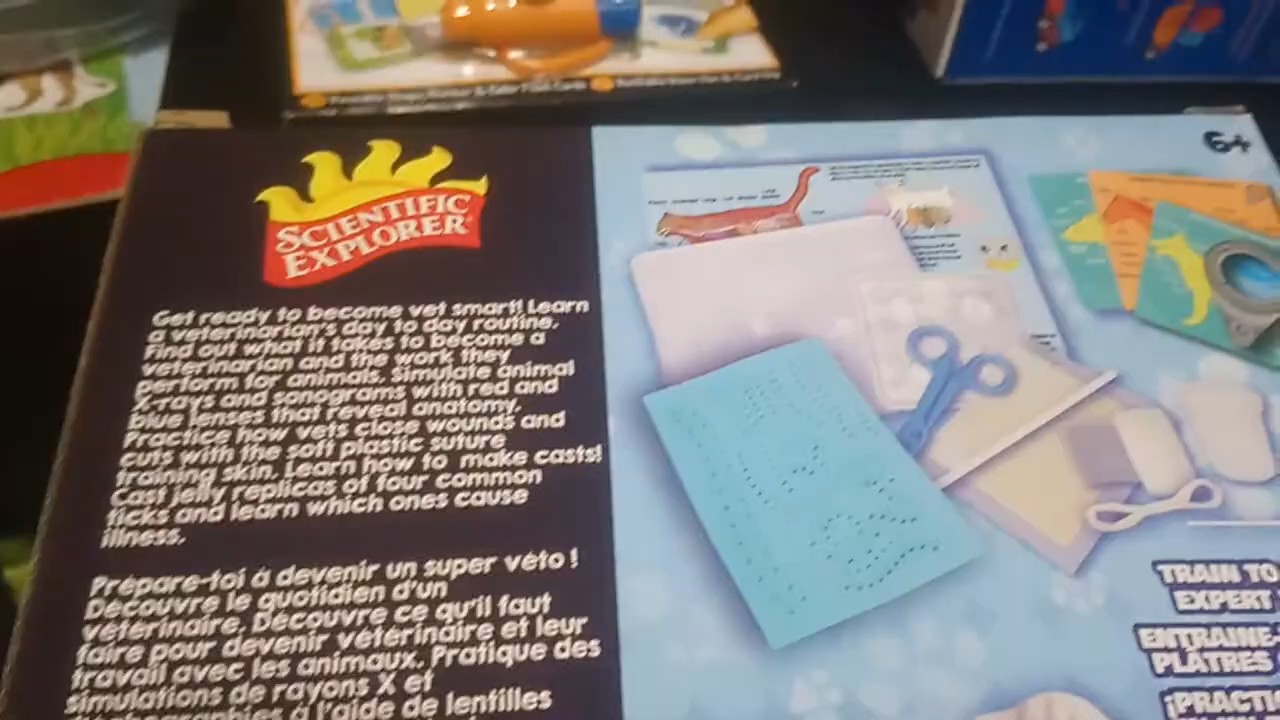 6+
SCIENTIFIC
EXPLORER
Get ready to become vet smart! Learn
a veterinarian's day to day routine.
Find out what it takes to become a
veterinarian and the work they
perform for animals. Simulate animal
X-rays and sonograms with red and
blue lenses that reveal anatomy.
Practice how vets close wounds and
cuts with the soft plastic suture
training skin. Learn how to make casts!
Cast jelly replicas of four common
ticks and learn which ones cause
illness.
Prépare-toi à devenir un super véto !
Découvre le quotidien d'un
vétérinaire. Découvre ce qu'il faut
faire pour devenir vétérinaire et leur
travail avec les animaux. Pratique des
simulations de rayons X et
à l'aide de lentilles
TRAIN TO
EXPERT
ENTRAINE-
PLÂTRES
¡PRACTI